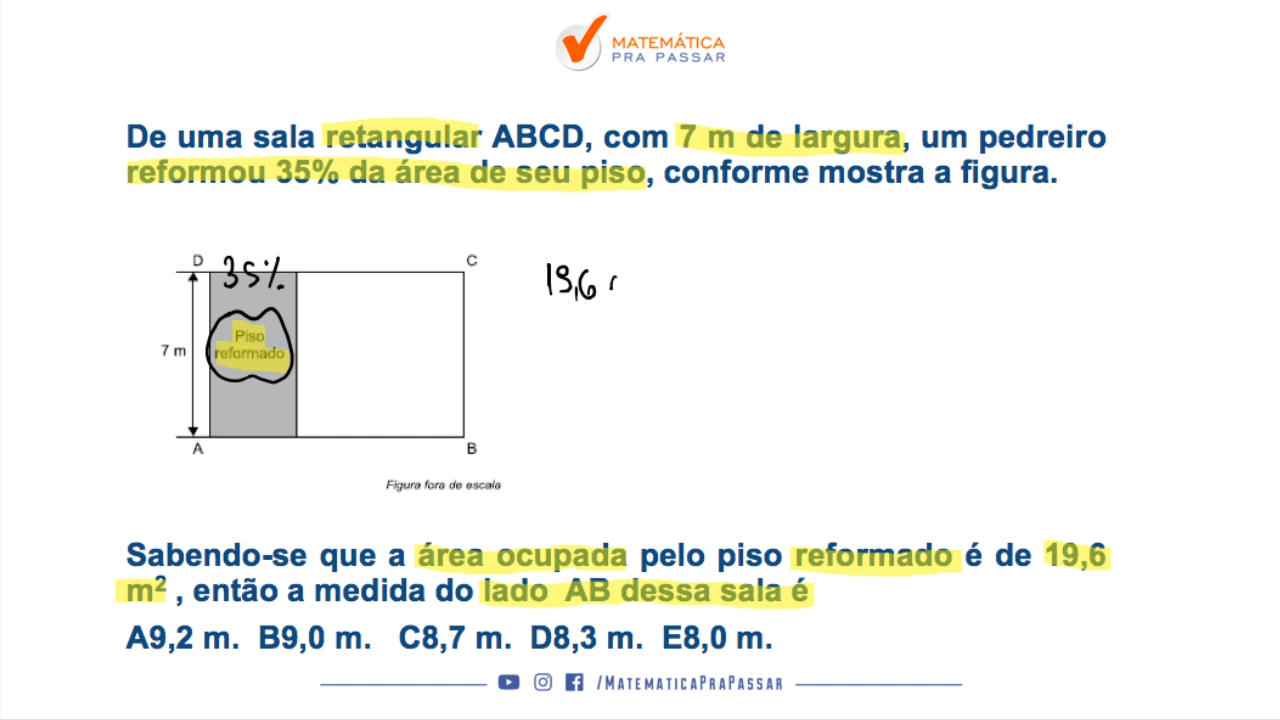 MATEMÁTICA
PRA PASSAR
De uma sala retangular ABCD, com 7 m de largura, um pedreiro
reformou 35% da área de seu piso, conforme mostra a figura.
D
35%
C
19,6
Piso
reformado
7 m
A
B
Figura fora de escala
Sabendo-se que a área ocupada pelo piso reformado é de 19,6
m², então a medida do lado AB dessa sala é
A9,2 m. B9,0 m. C8,7 m. D8,3 m. E8,0 m.
/MATEMATICAPRAPASSAR